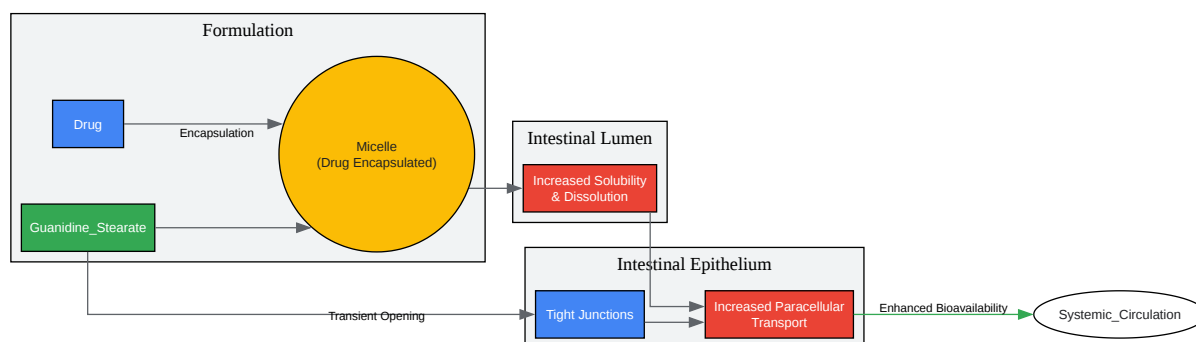 Formulation
Drug
Encapsulation
Micelle
(Drug Encapsulated)
Guanidine_Stearate
Intestinal Lumen
Increased Solubility
& Dissolution
Intestinal Epithelium
Transient Opening
Tight Junctions
Increased Paracellular
Transport
Enhanced Bioavailability
Systemic_Circulation